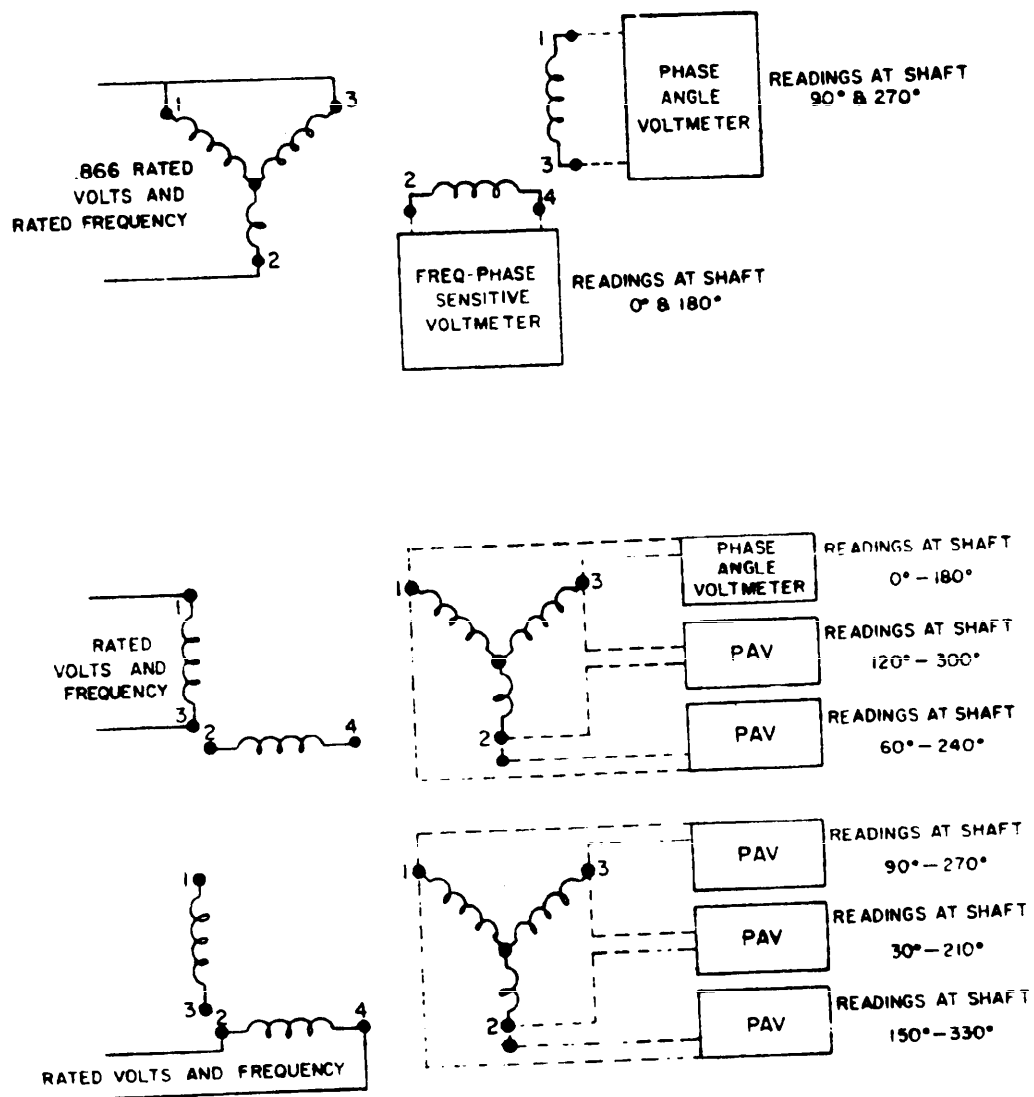 1
3
.866 RATED
VOLTS AND
RATED FREQUENCY
2
1
3
PHASE
ANGLE
VOLTMETER
READINGS AT SHAFT
90° & 270°
2
4
FREQ-PHASE
SENSITIVE
VOLTMETER
READINGS AT SHAFT
0° & 180°
1
RATED
VOLTS AND
FREQUENCY
3
2
4
1
3
2
PHASE
ANGLE
VOLTMETER
READINGS AT SHAFT
0°-180°
PAV
READINGS AT SHAFT
120°-300°
PAV
READINGS AT SHAFT
60°-240°
1
3
2
4
RATED VOLTS AND FREQUENCY
1
3
2
PAV
READINGS AT SHAFT
90°-270°
PAV
READINGS AT SHAFT
30°-210°
PAV
READINGS AT SHAFT
150°-330°